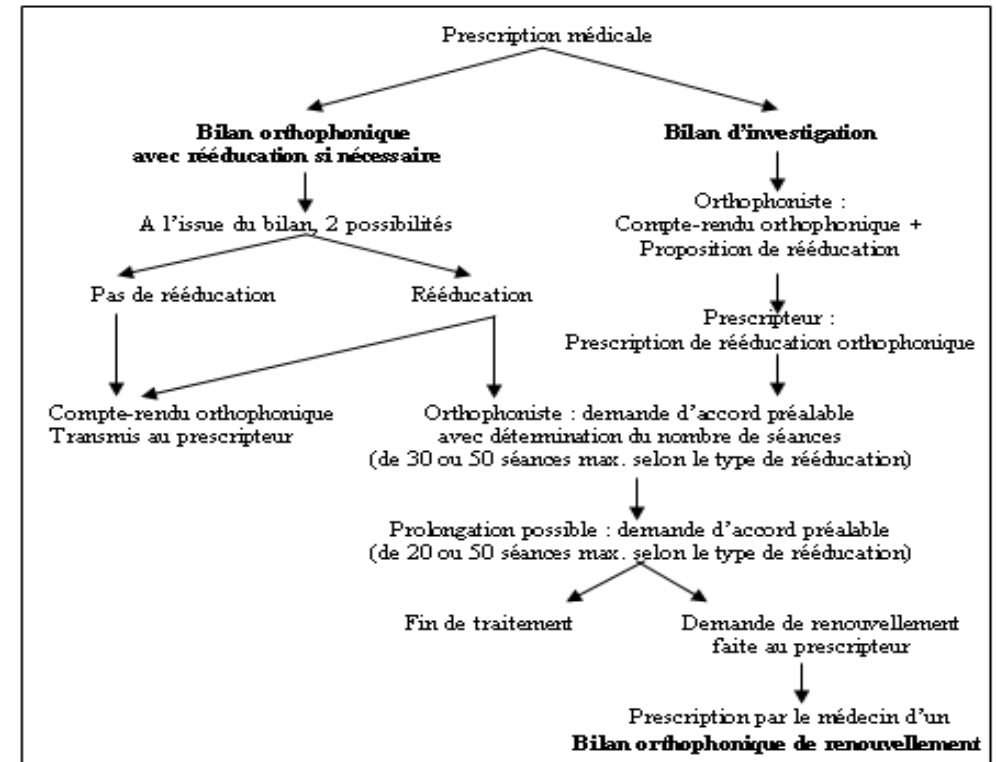 Prescription médicale
Bilan orthophonique
avec rééducation si nécessaire
Bilan d'investigation
A l'issue du bilan, 2 possibilités
Orthophoniste :
Compte-rendu orthophonique +
Proposition de rééducation
Pas de rééducation
Rééducation
Prescripteur :
Prescription de rééducation orthophonique
Compte-rendu orthophonique
Transmis au prescripteur
Orthophoniste : demande d'accord préalable
avec détermination du nombre de séances
(de 30 ou 50 séances max. selon le type de rééducation)
Prolongation possible : demande d'accord préalable
(de 20 ou 50 séances max. selon le type de rééducation)
Fin de traitement
Demande de renouvellement
faite au prescripteur
Prescription par le médecin d'un
Bilan orthophonique de renouvellement